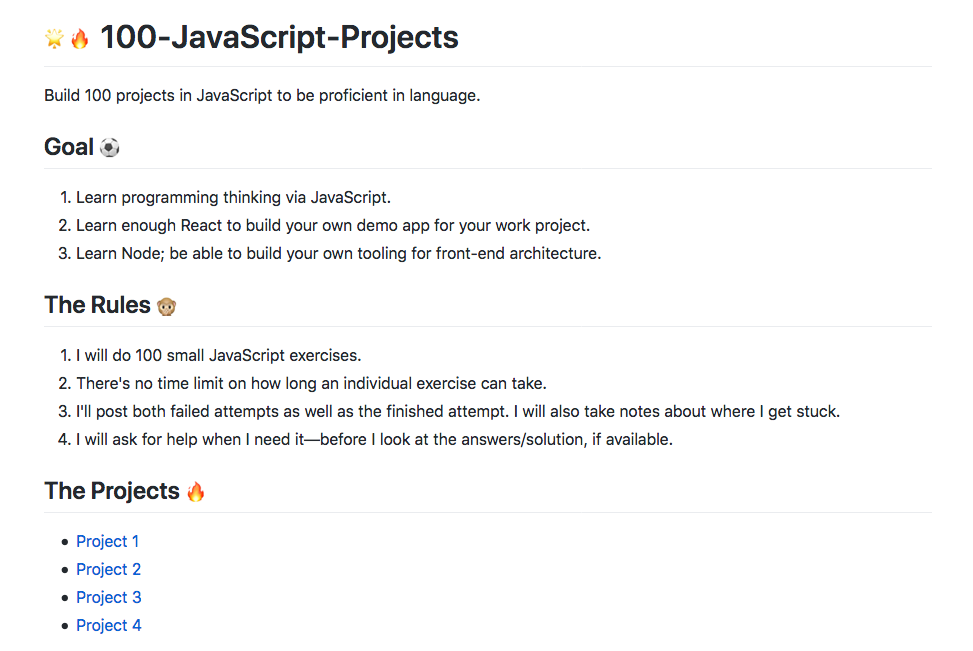 🌟🔥 100-JavaScript-Projects
Build 100 projects in JavaScript to be proficient in language.
Goal ⚽
1. Learn programming thinking via JavaScript.
2. Learn enough React to build your own demo app for your work project.
3. Learn Node; be able to build your own tooling for front-end architecture.
The Rules 🐵
1. I will do 100 small JavaScript exercises.
2. There's no time limit on how long an individual exercise can take.
3. I'll post both failed attempts as well as the finished attempt. I will also take notes about where I get stuck.
4. I will ask for help when I need it—before I look at the answers/solution, if available.
The Projects 🔥
• Project 1
• Project 2
• Project 3
• Project 4